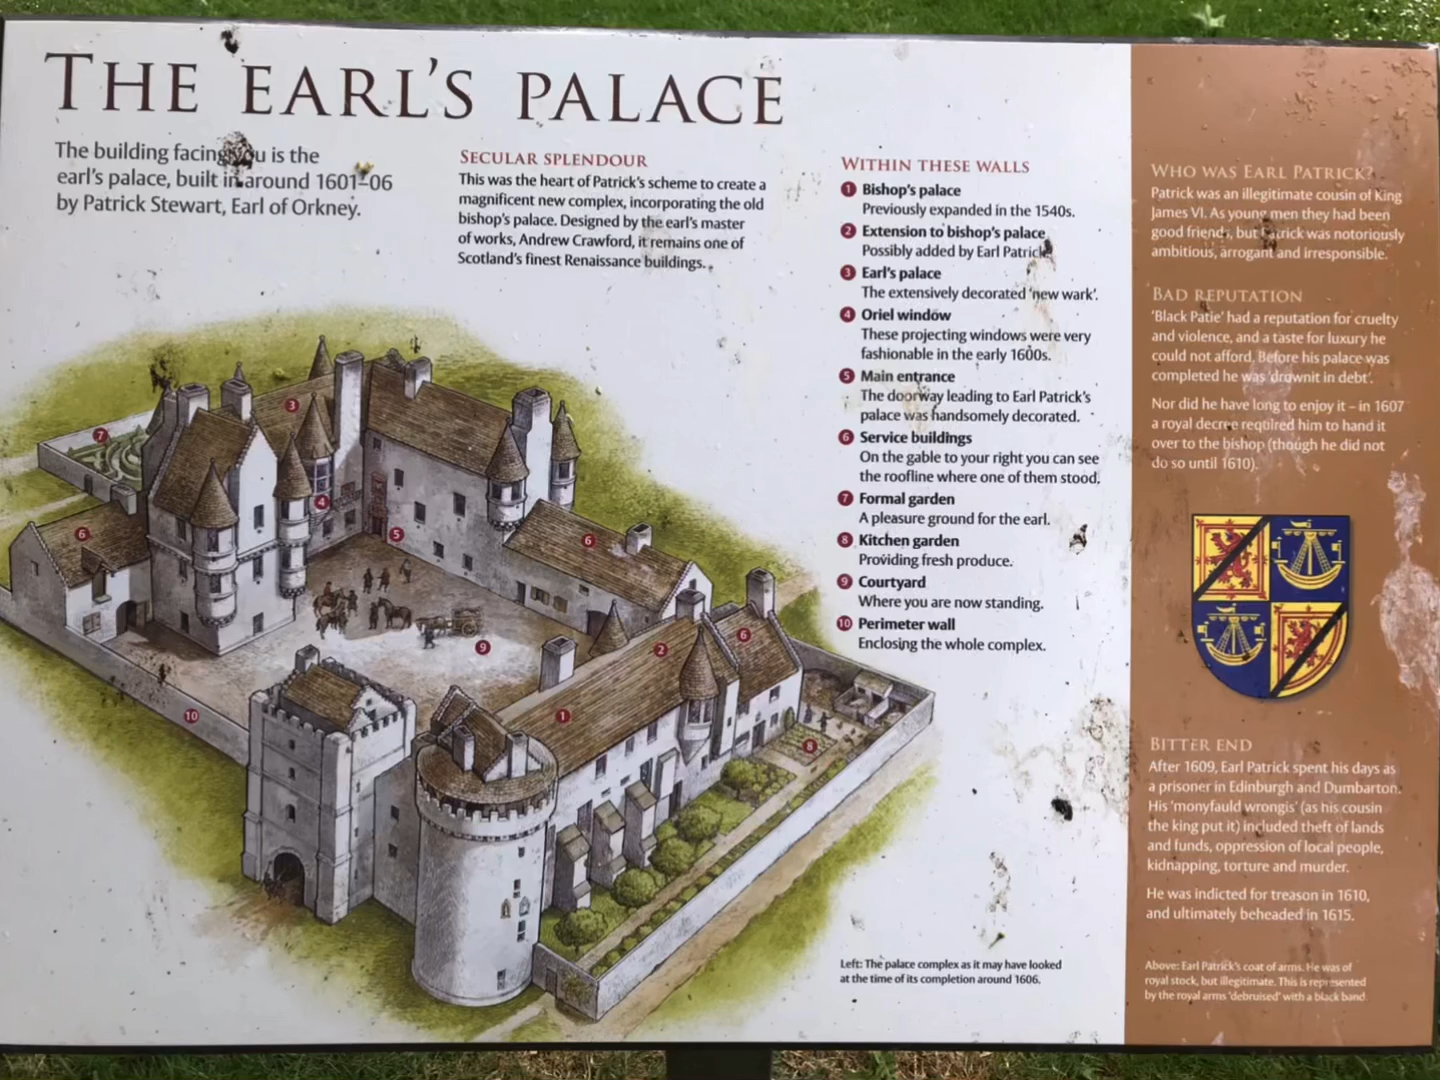 THE EARL'S PALACE
The building facing you is the
earl's palace, built in around 1601–06
by Patrick Stewart, Earl of Orkney.
SECULAR SPLENDOUR
This was the heart of Patrick's scheme to create a
magnificent new complex, incorporating the old
bishop's palace. Designed by the earl's master
of works, Andrew Crawford, it remains one of
Scotland's finest Renaissance buildings.
WITHIN THESE WALLS
1 Bishop's palace
Previously expanded in the 1540s.
2 Extension to bishop's palace
Possibly added by Earl Patrick.
3 Earl's palace
The extensively decorated 'new wark'.
4 Oriel window
These projecting windows were very
fashionable in the early 1600s.
5 Main entrance
The doorway leading to Earl Patrick's
palace was handsomely decorated.
6 Service buildings
On the gable to your right you can see
the roofline where one of them stood.
7 Formal garden
A pleasure ground for the earl.
8 Kitchen garden
Providing fresh produce.
9 Courtyard
Where you are now standing.
10 Perimeter wall
Enclosing the whole complex.
3
7
4
6
5
6
9
2
6
10
1
8
Left: The palace complex as it may have looked
at the time of its completion around 1606.
WHO WAS EARL PATRICK?
Patrick was an illegitimate cousin of King
James VI. As young men they had been
good friends, but Patrick was notoriously
ambitious, arrogant and irresponsible.
BAD REPUTATION
'Black Patie' had a reputation for cruelty
and violence, and a taste for luxury he
could not afford. Before his palace was
completed he was 'drownit in debt'.
Nor did he have long to enjoy it – in 1607
a royal decree required him to hand it
over to the bishop (though he did not
do so until 1610).
BITTER END
After 1609, Earl Patrick spent his days as
a prisoner in Edinburgh and Dumbarton.
His 'monyfauld wrongis' (as his cousin
the king put it) included theft of lands
and funds, oppression of local people,
kidnapping, torture and murder.
He was indicted for treason in 1610,
and ultimately beheaded in 1615.
Above: Earl Patrick's coat of arms. He was of
royal stock, but illegitimate. This is represented
by the royal arms 'debruised' with a black band.